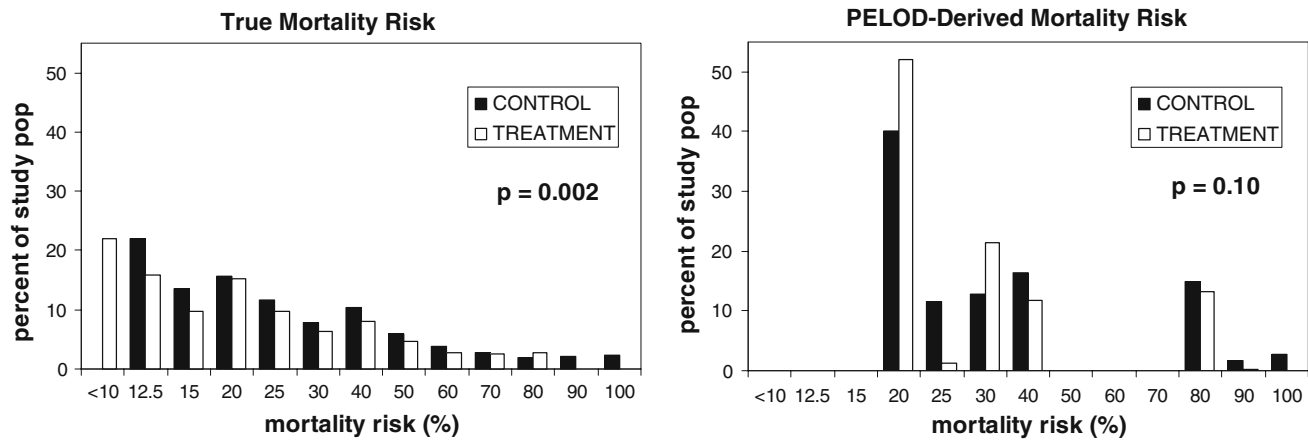 True Mortality Risk
percent of study pop
50
40
30
20
10
0
CONTROL
TREATMENT
p = 0.002
<10 12.5 15 20 25 30 40 50 60 70 80 90 100
mortality risk (%)
PELOD-Derived Mortality Risk
percent of study pop
50
40
30
20
10
0
CONTROL
TREATMENT
p = 0.10
<10 12.5 15 20 25 30 40 50 60 70 80 90 100
mortality risk (%)